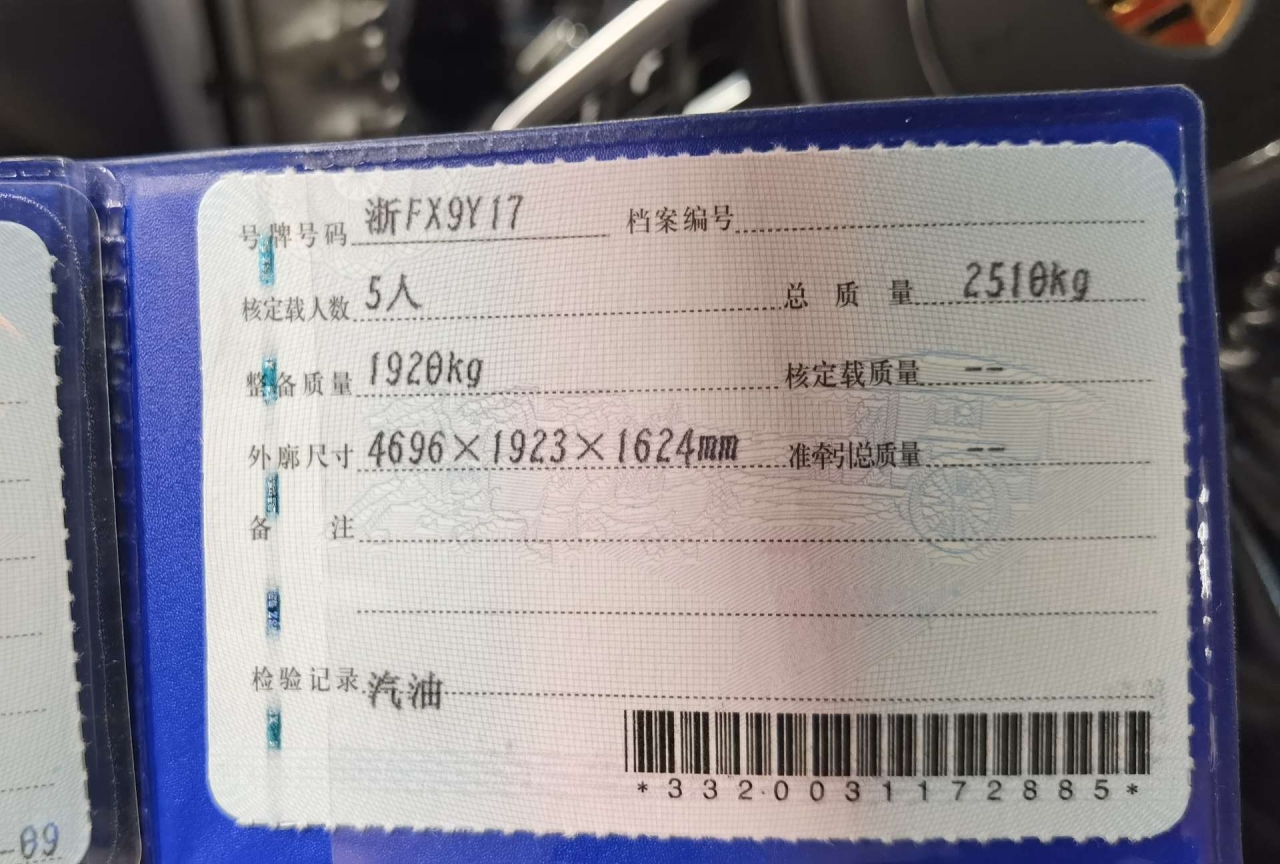 号牌号码 浙FX9Y17 档案编号
核定载人数 5人 总质量 2510kg
整备质量 1920kg 核定载质量 --
外廓尺寸 4696×1923×1624mm 准牵引总质量 --
备注
检验记录 汽油
*3320031172885*
-09